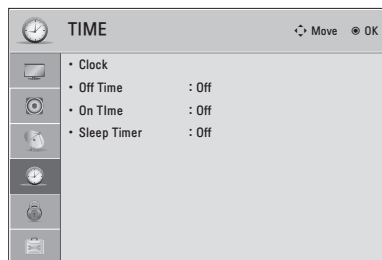 TIME Move OK
• Clock
• Off Time : Off
• On TIme : Off
• Sleep Timer : Off